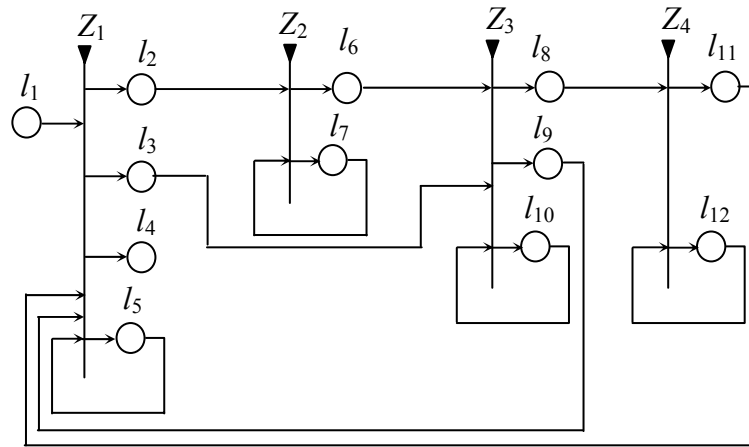 Z₁ Z₂ Z₃ Z₄
l₁ l₂ l₆ l₈ l₁₁
l₃ l₇ l₉
l₄ l₁₀ l₁₂
l₅